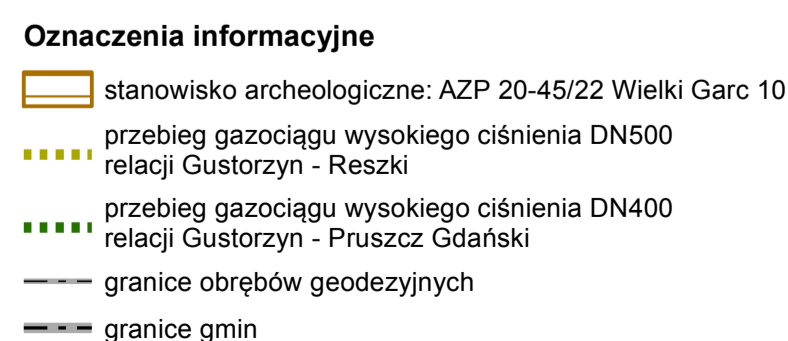 Oznaczenia informacyjne
stanowisko archeologiczne: AZP 20-45/22 Wielki Garc 10
przebieg gazociągu wysokiego ciśnienia DN500
relacji Gustorzyn - Reszki
przebieg gazociągu wysokiego ciśnienia DN400
relacji Gustorzyn - Pruszcz Gdański
granice obrębów geodezyjnych
granice gmin